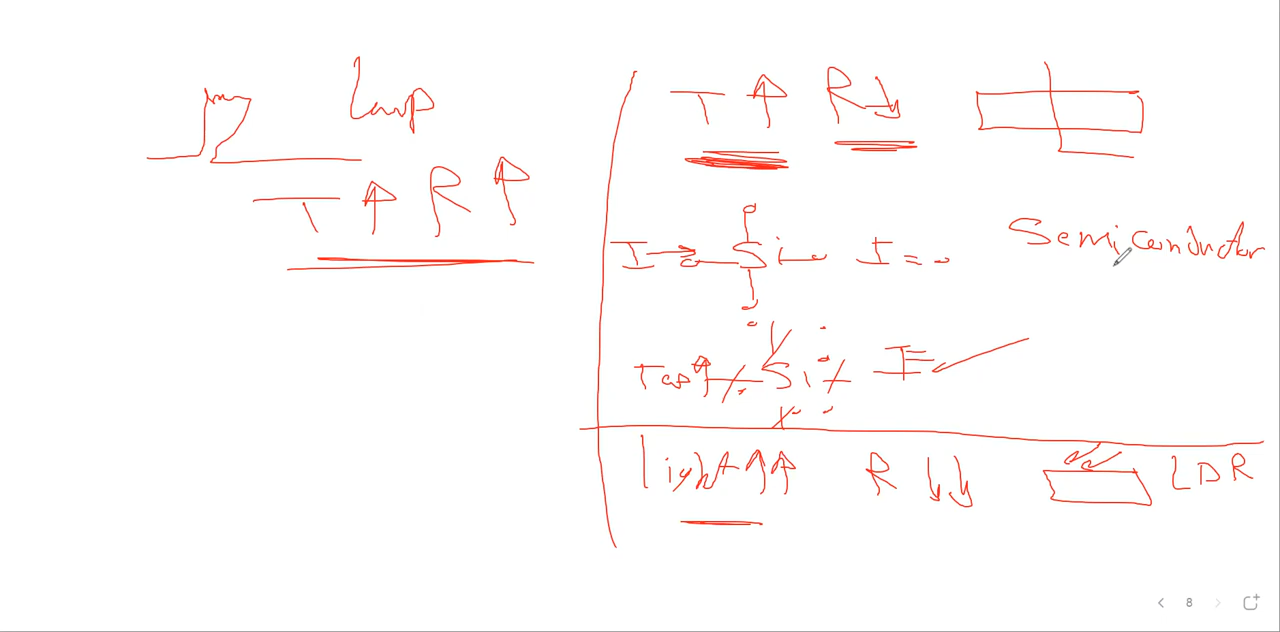 Lamp
T ↑ R ↑
T ↑ R ↓
I → Si I = 0
Semiconductor
Si I =
light ↑↑ R ↓↓ LDR
8